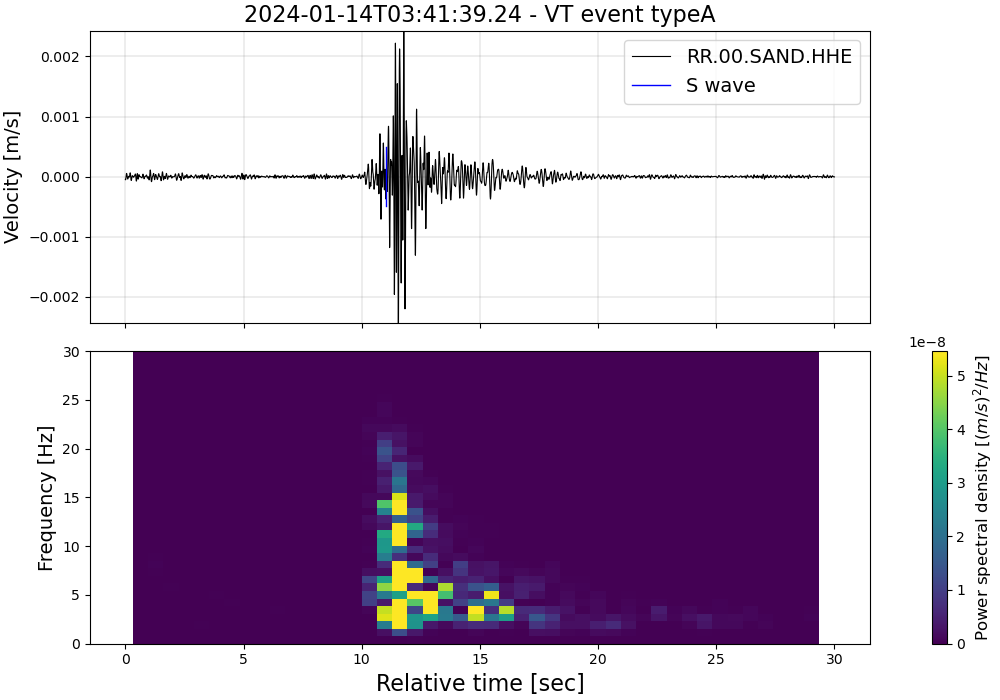 2024-01-14T03:41:39.24 - VT event typeA
RR.00.SAND.HHE
S wave
Velocity [m/s]
0.002
0.001
0.000
−0.001
−0.002
Frequency [Hz]
30
25
20
15
10
5
0
0 5 10 15 20 25 30
Relative time [sec]
1e−8
5
4
3
2
1
0
Power spectral density [(m/s)²/Hz]